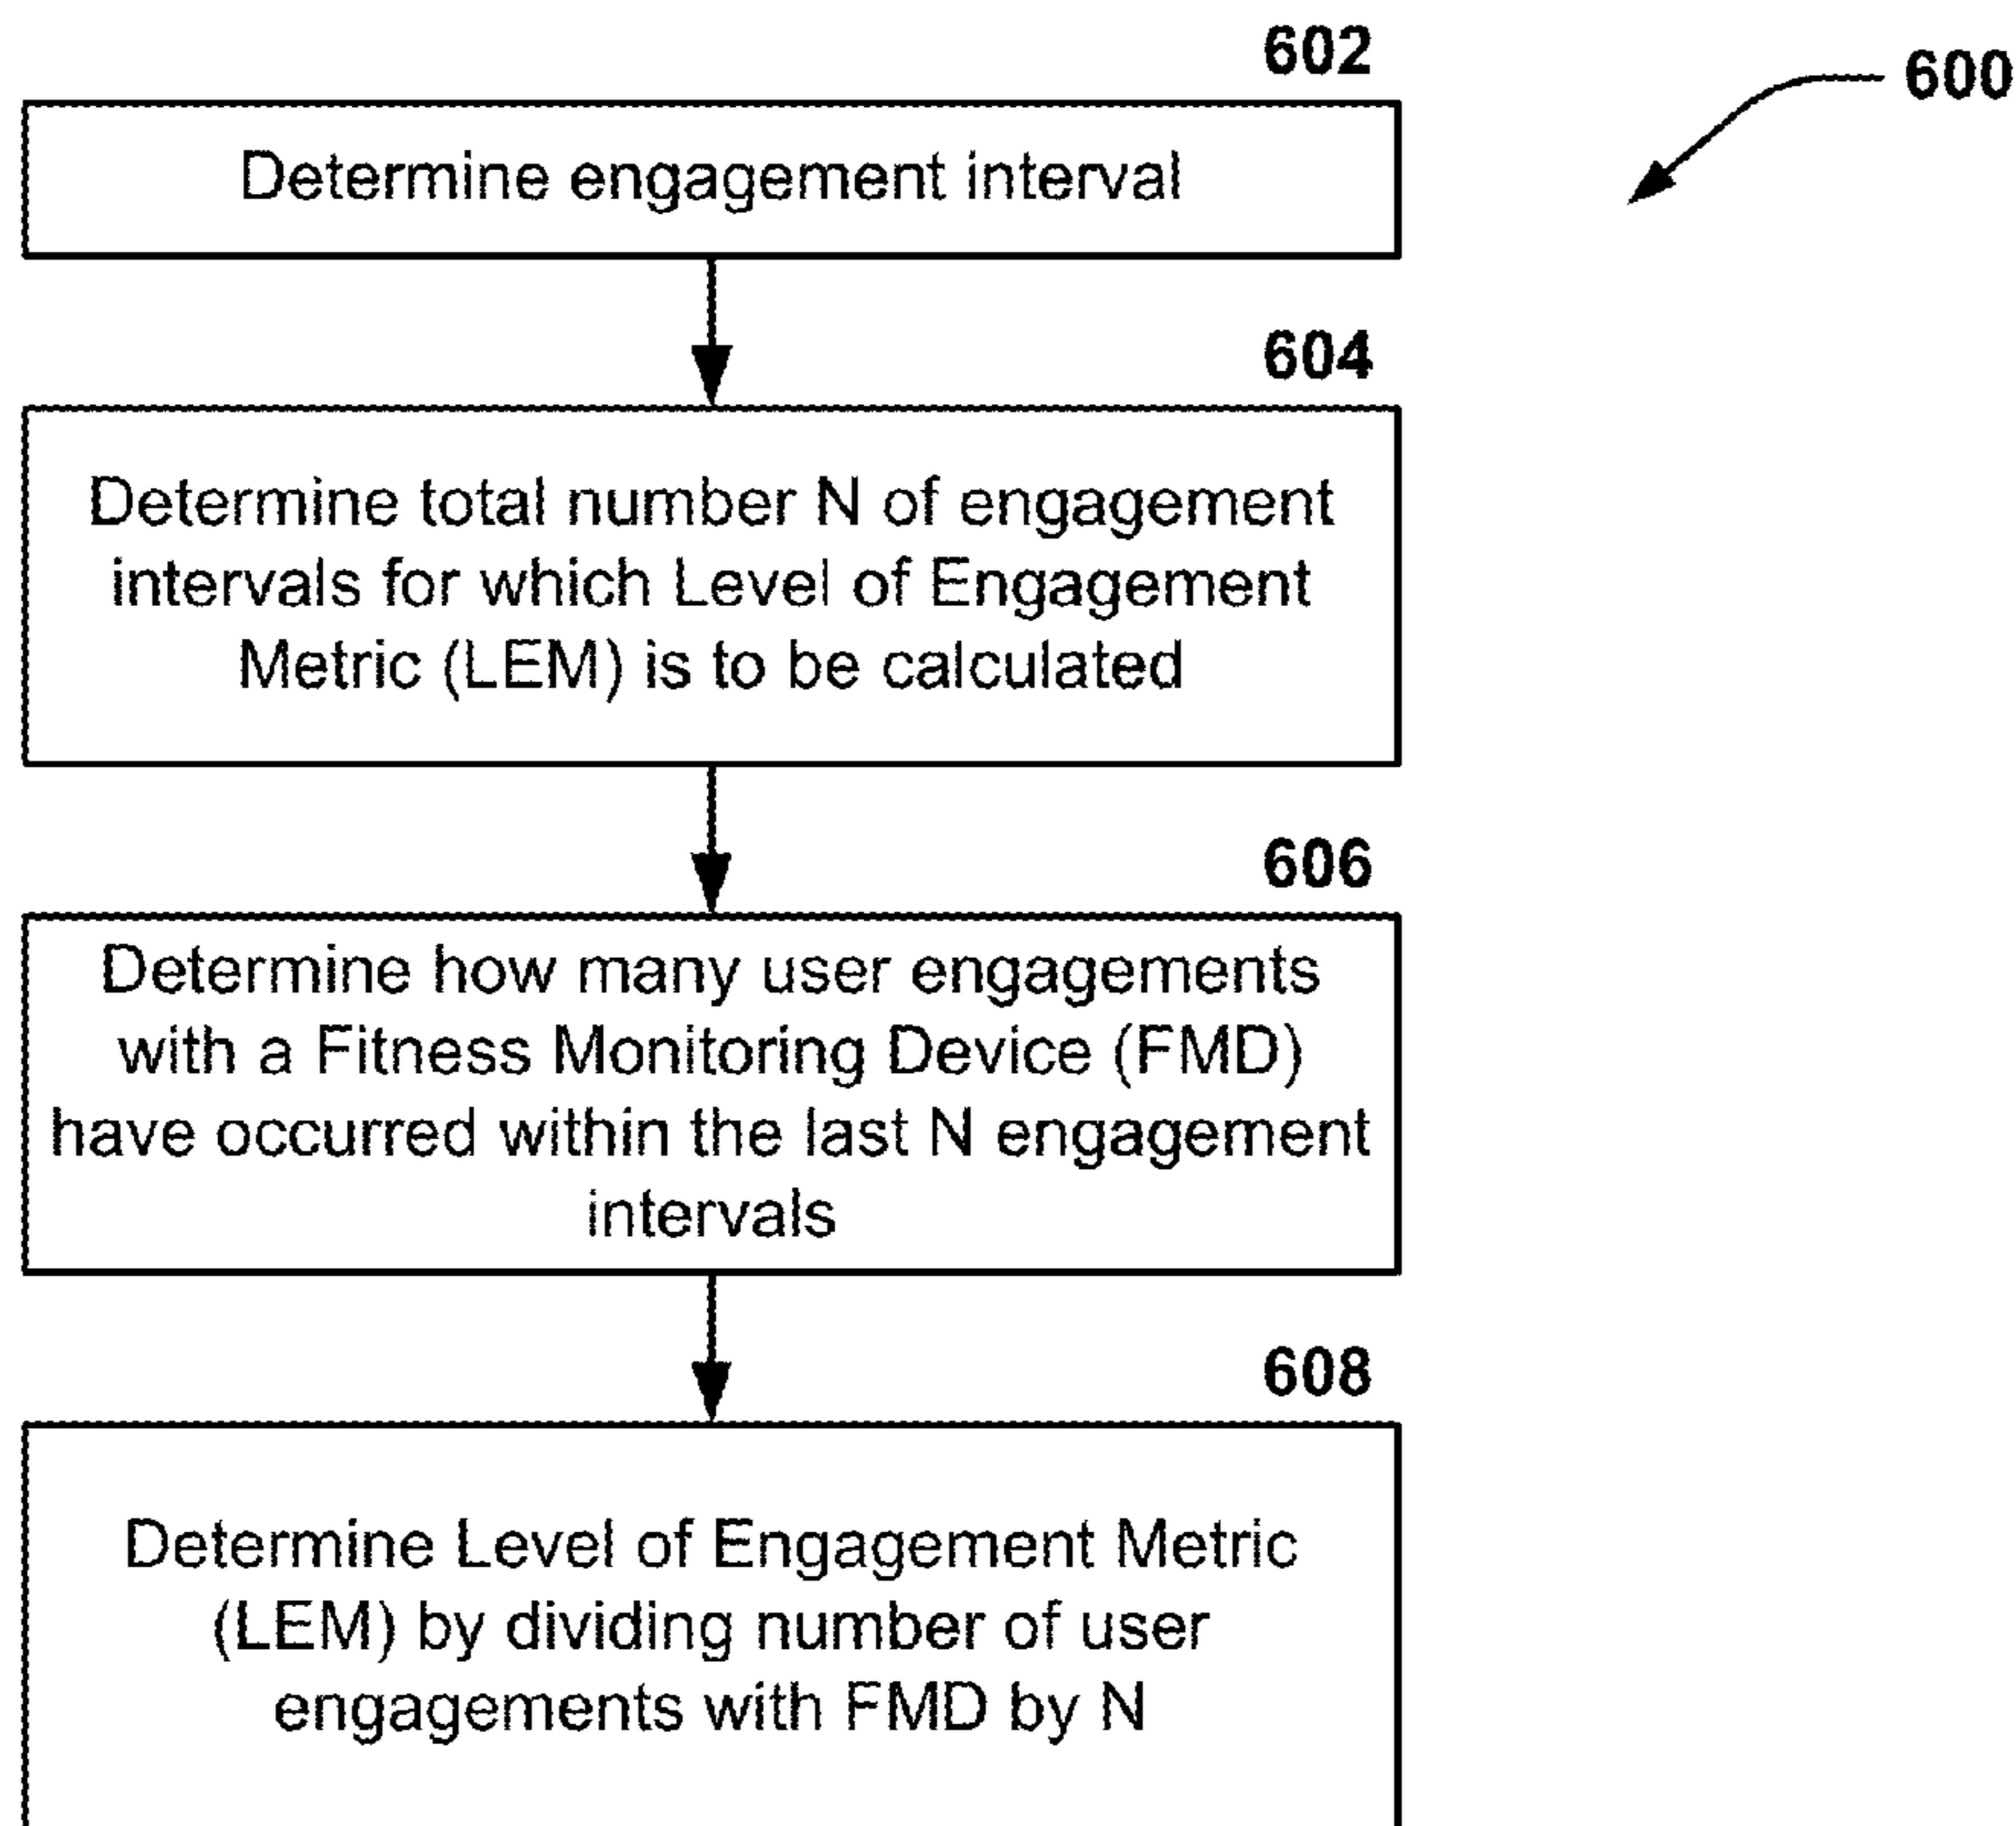 602
600
Determine engagement interval
604
Determine total number N of engagement
intervals for which Level of Engagement
Metric (LEM) is to be calculated
606
Determine how many user engagements
with a Fitness Monitoring Device (FMD)
have occurred within the last N engagement
intervals
608
Determine Level of Engagement Metric
(LEM) by dividing number of user
engagements with FMD by N